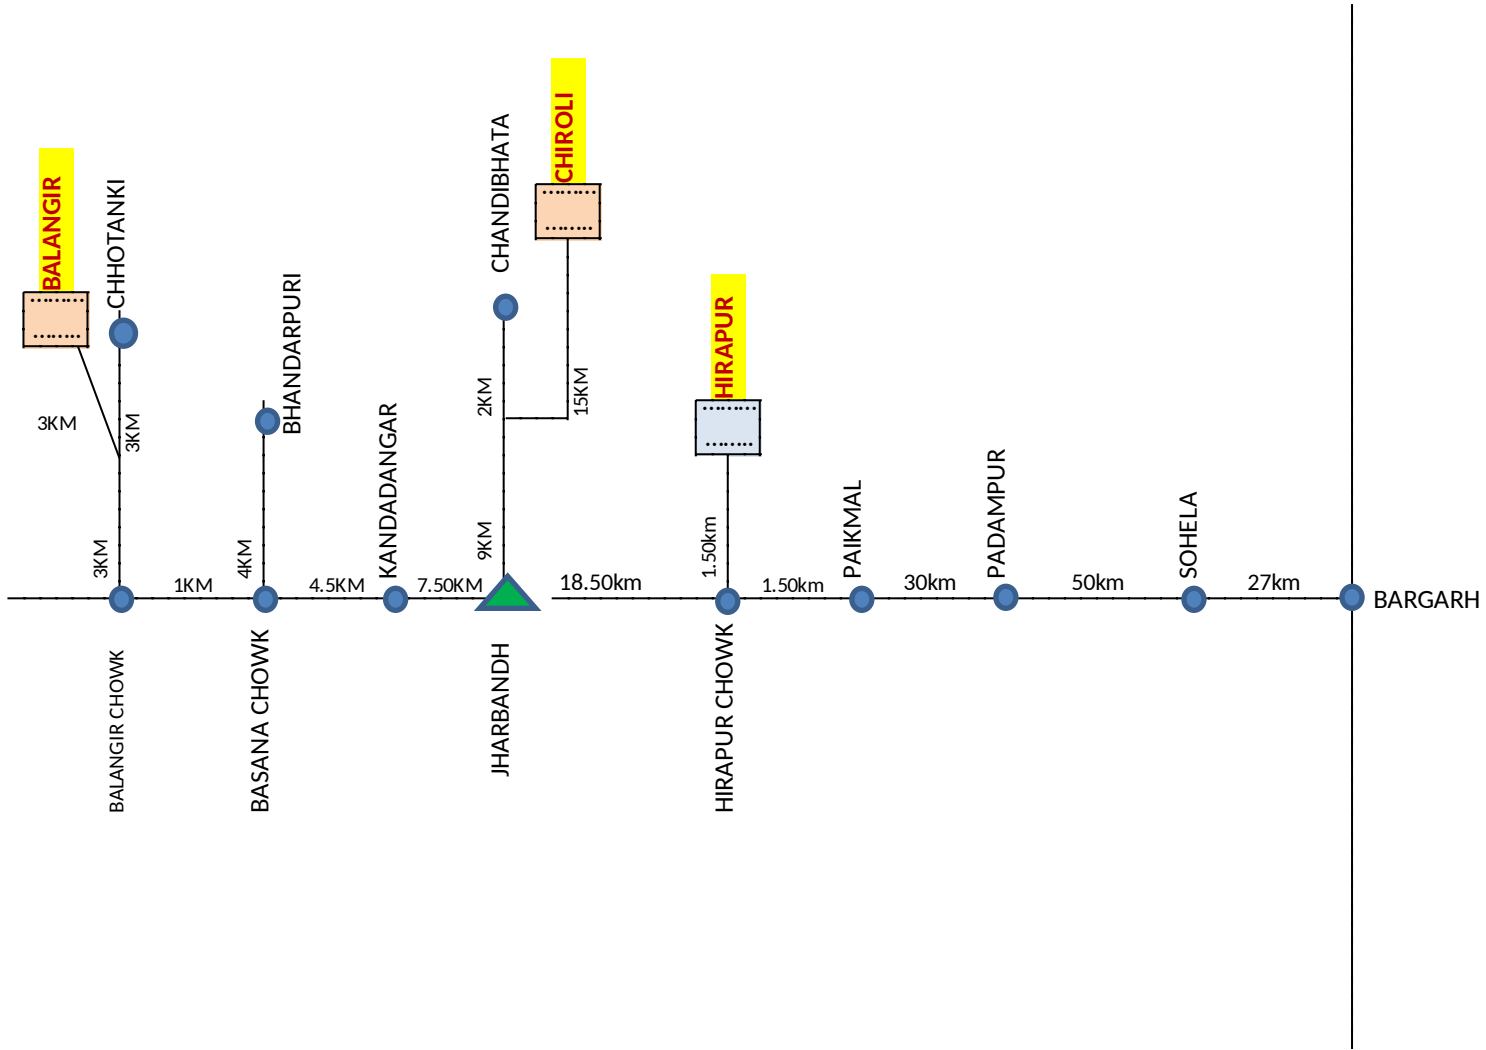 CHIROLI
CHANDIBHATA
BALANGIR
CHHOTANKI
BHANDARPURI
HIRAPUR
2KM
15KM
3KM
3KM
KANDADANGAR
PAIKMAL
PADAMPUR
SOHELA
3KM
4KM
9KM
1.50km
1KM
4.5KM
7.50KM
18.50km
1.50km
30km
50km
27km
BARGARH
BALANGIR CHOWK
BASANA CHOWK
JHARBANDH
HIRAPUR CHOWK